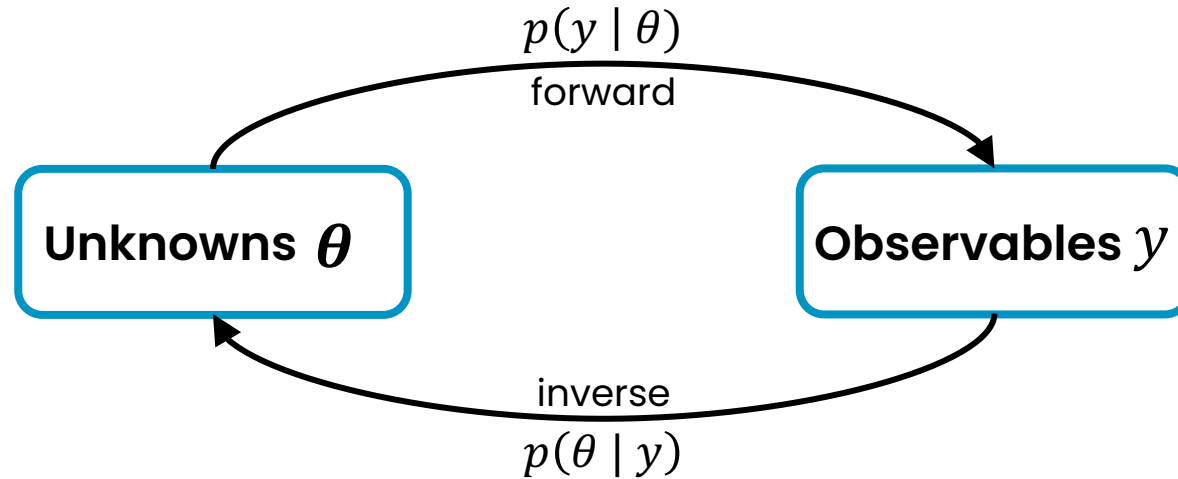 p(y | θ)
forward
Unknowns θ
Observables y
inverse
p(θ | y)